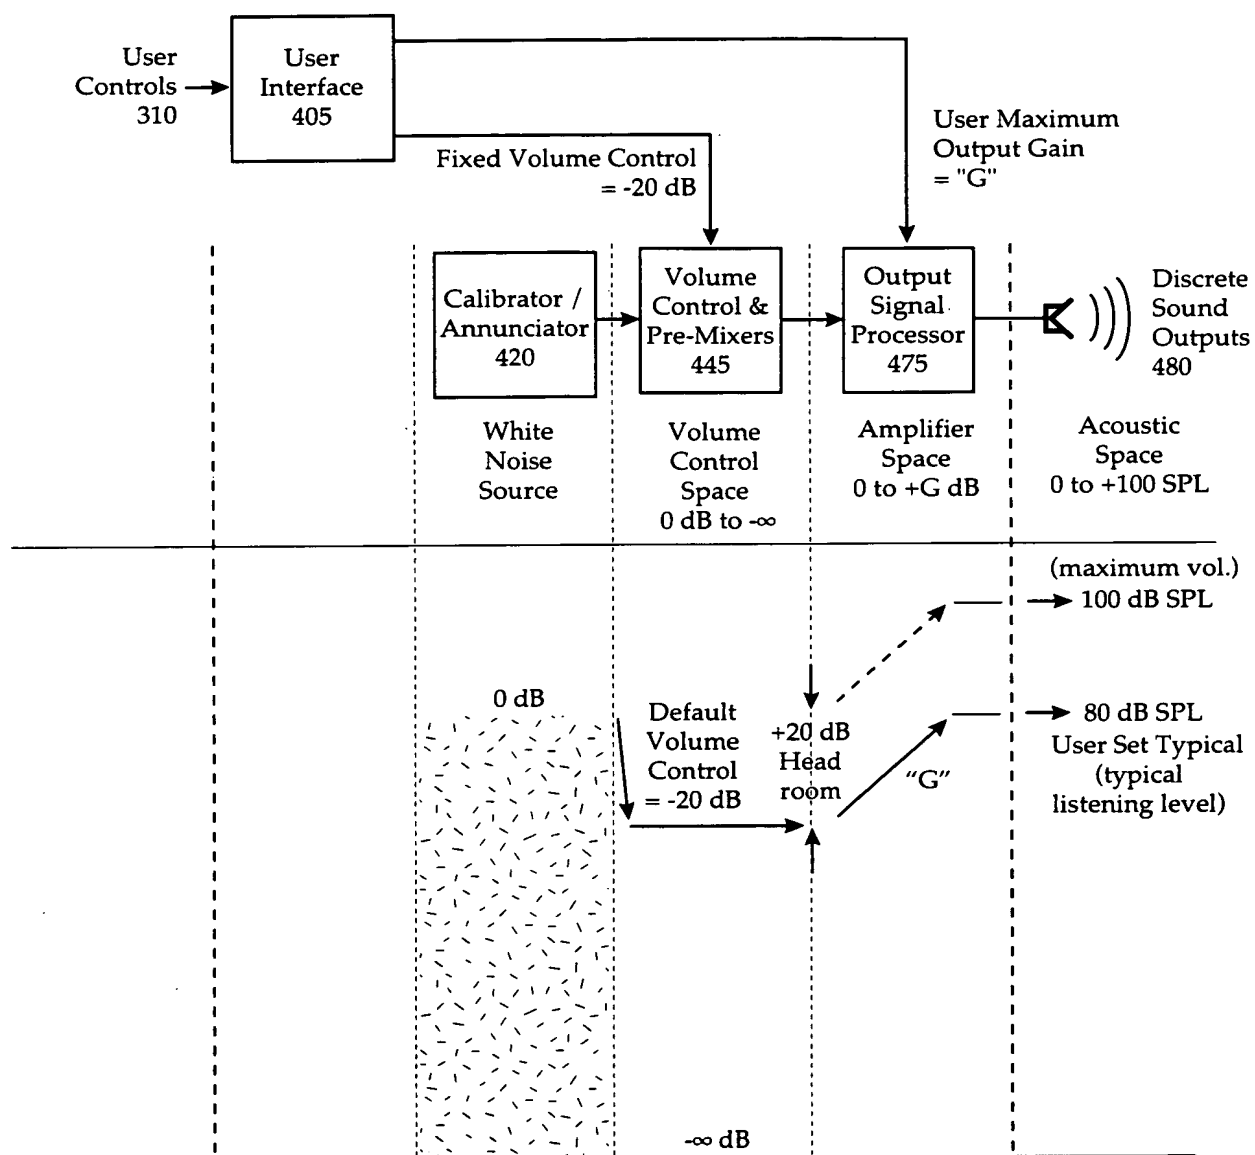 User
Controls
310
User
Interface
405
Fixed Volume Control
= -20 dB
User Maximum
Output Gain
= "G"
Calibrator /
Annunciator
420
Volume
Control &
Pre-Mixers
445
Output
Signal
Processor
475
Discrete
Sound
Outputs
480
White
Noise
Source
Volume
Control
Space
0 dB to -∞
Amplifier
Space
0 to +G dB
Acoustic
Space
0 to +100 SPL
(maximum vol.)
100 dB SPL
0 dB
Default
Volume
Control
= -20 dB
+20 dB
Head
room
“G”
80 dB SPL
User Set Typical
(typical
listening level)
-∞ dB